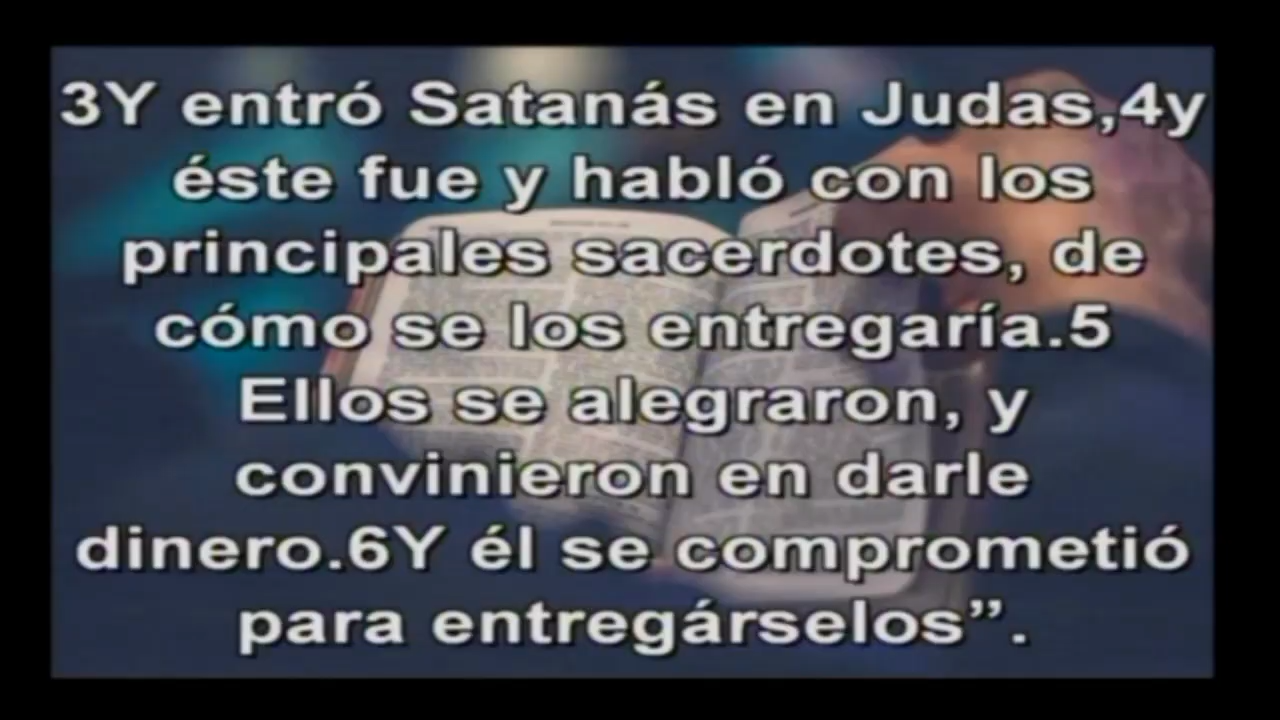 3Y entró Satanás en Judas,4y
éste fue y habló con los
principales sacerdotes, de
cómo se los entregaría.5
Ellos se alegraron, y
convinieron en darle
dinero.6Y él se comprometió
para entregárselos”.